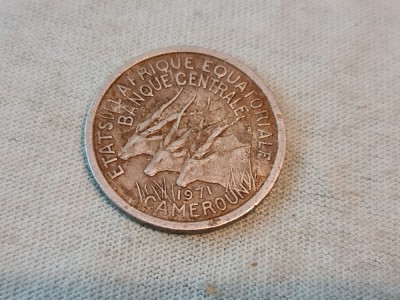 ETATS DE L'AFRIQUE EQUATORIALE
BANQUE CENTRALE
1971
CAMEROUN